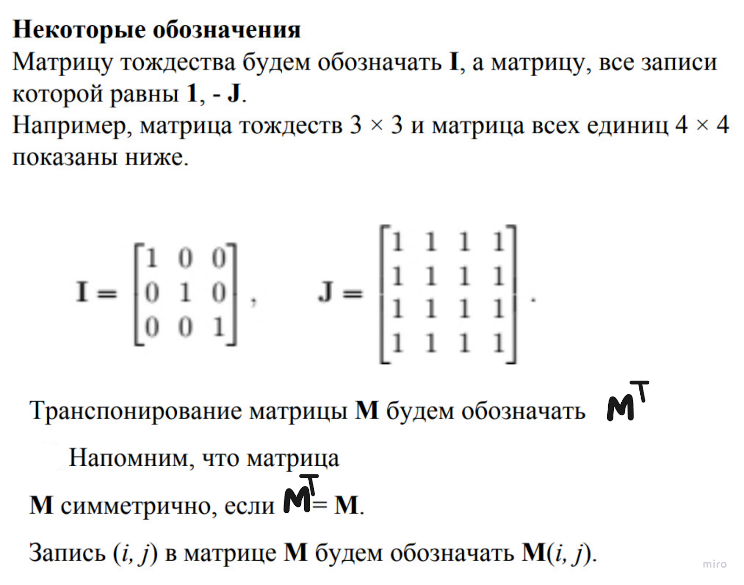 Некоторые обозначения
Матрицу тождества будем обозначать I, а матрицу, все записи
которой равны 1, - J.
Например, матрица тождеств 3 × 3 и матрица всех единиц 4 × 4
показаны ниже.
I = [1 0 0
0 1 0
0 0 1] ,
J = [1 1 1 1
1 1 1 1
1 1 1 1
1 1 1 1] .
Транспонирование матрицы M будем обозначать M^T
Напомним, что матрица
M симметрично, если M^T = M.
Запись (i, j) в матрице M будем обозначать M(i, j).
miro